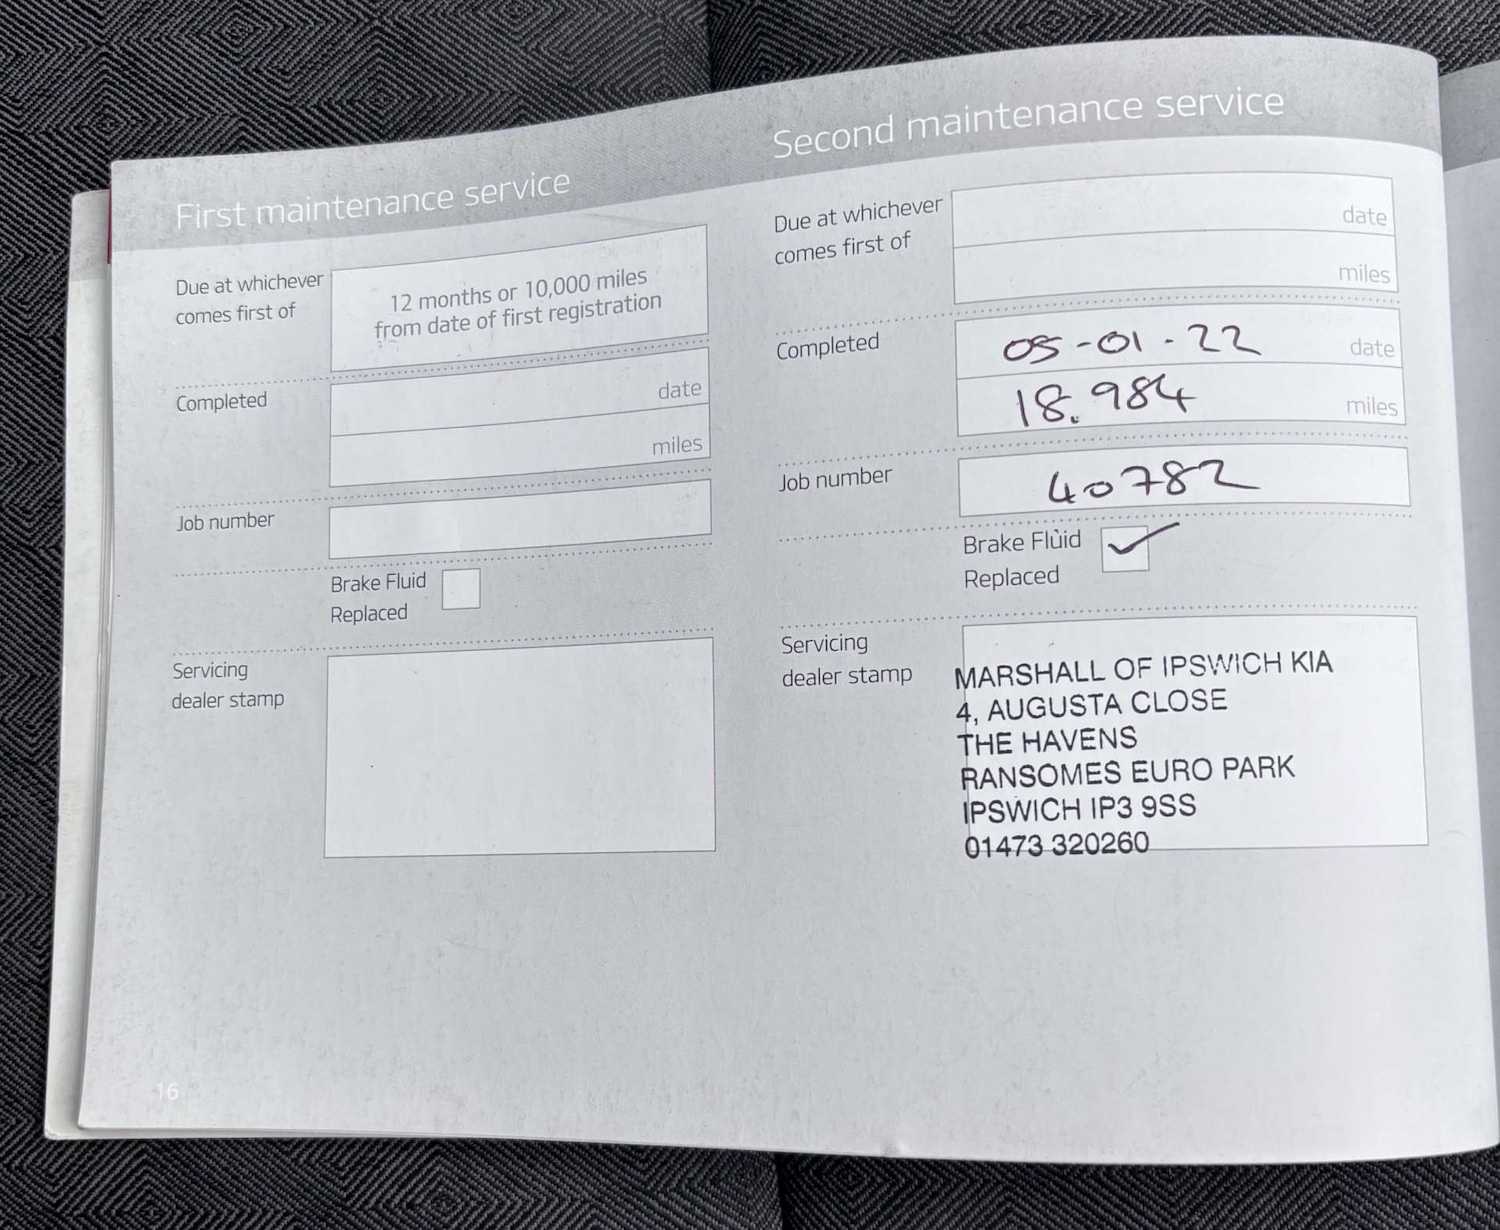 First maintenance service
Due at whichever
comes first of
12 months or 10,000 miles
from date of first registration
Completed
date
miles
Job number
Brake Fluid
Replaced
Servicing
dealer stamp
16
Second maintenance service
Due at whichever
comes first of
date
miles
Completed
05-01-22 date
18.984 miles
Job number
40782
Brake Fluid
Replaced
Servicing
dealer stamp
MARSHALL OF IPSWICH KIA
4, AUGUSTA CLOSE
THE HAVENS
RANSOMES EURO PARK
IPSWICH IP3 9SS
01473 320260